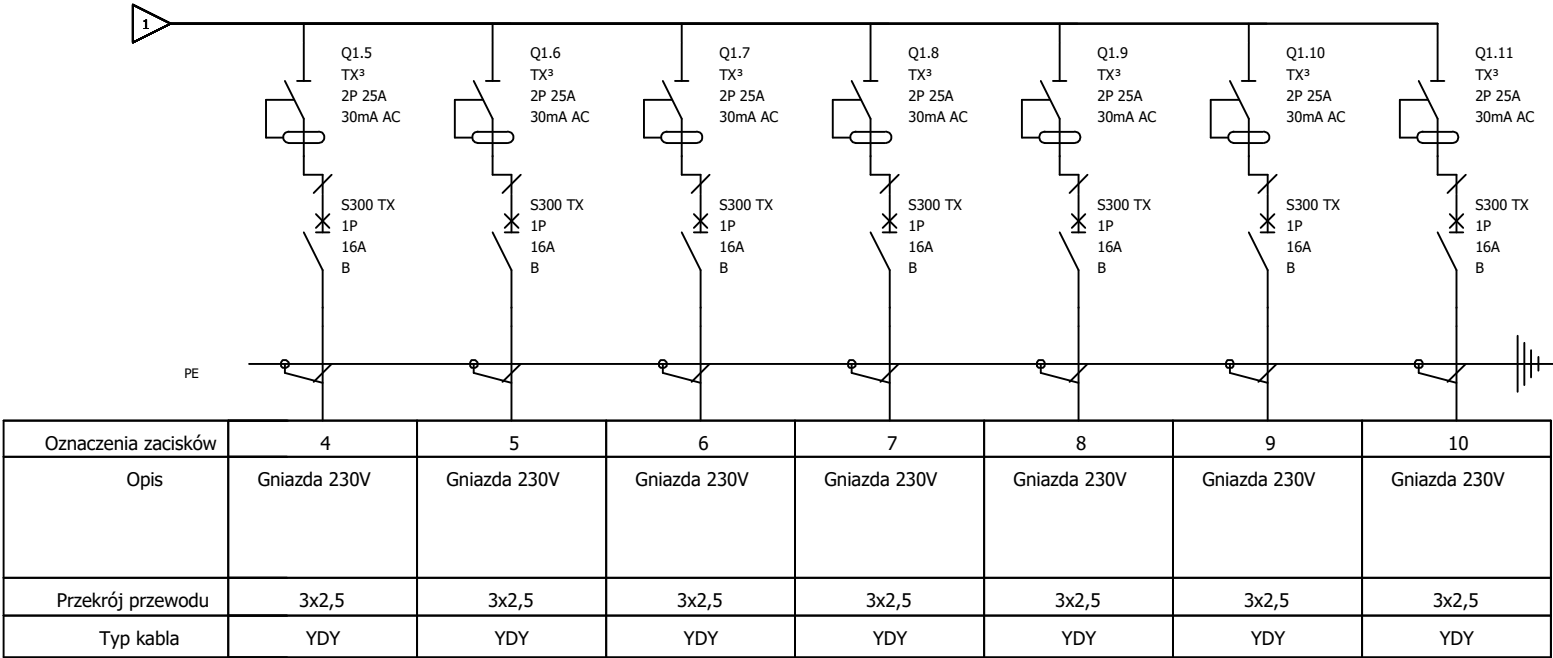 1
Q1.5
TX³
2P 25A
30mA AC
Q1.6
TX³
2P 25A
30mA AC
Q1.7
TX³
2P 25A
30mA AC
Q1.8
TX³
2P 25A
30mA AC
Q1.9
TX³
2P 25A
30mA AC
Q1.10
TX³
2P 25A
30mA AC
Q1.11
TX³
2P 25A
30mA AC
S300 TX
1P
16A
B
S300 TX
1P
16A
B
S300 TX
1P
16A
B
S300 TX
1P
16A
B
S300 TX
1P
16A
B
S300 TX
1P
16A
B
S300 TX
1P
16A
B
PE
Oznaczenia zacisków 4 5 6 7 8 9 10
Opis Gniazda 230V Gniazda 230V Gniazda 230V Gniazda 230V Gniazda 230V Gniazda 230V Gniazda 230V
Przekrój przewodu 3x2,5 3x2,5 3x2,5 3x2,5 3x2,5 3x2,5 3x2,5
Typ kabla YDY YDY YDY YDY YDY YDY YDY